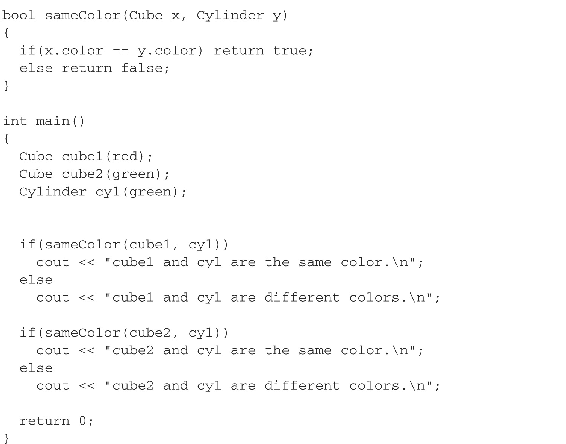 bool sameColor(Cube x, Cylinder y)
{
  if(x.color == y.color) return true;
  else return false;
}

int main()
{
  Cube cube1(red);
  Cube cube2(green);
  Cylinder cyl(green);

  if(sameColor(cube1, cyl))
    cout << "cube1 and cyl are the same color.\n";
  else
    cout << "cube1 and cyl are different colors.\n";

  if(sameColor(cube2, cyl))
    cout << "cube2 and cyl are the same color.\n";
  else
    cout << "cube2 and cyl are different colors.\n";

  return 0;
}